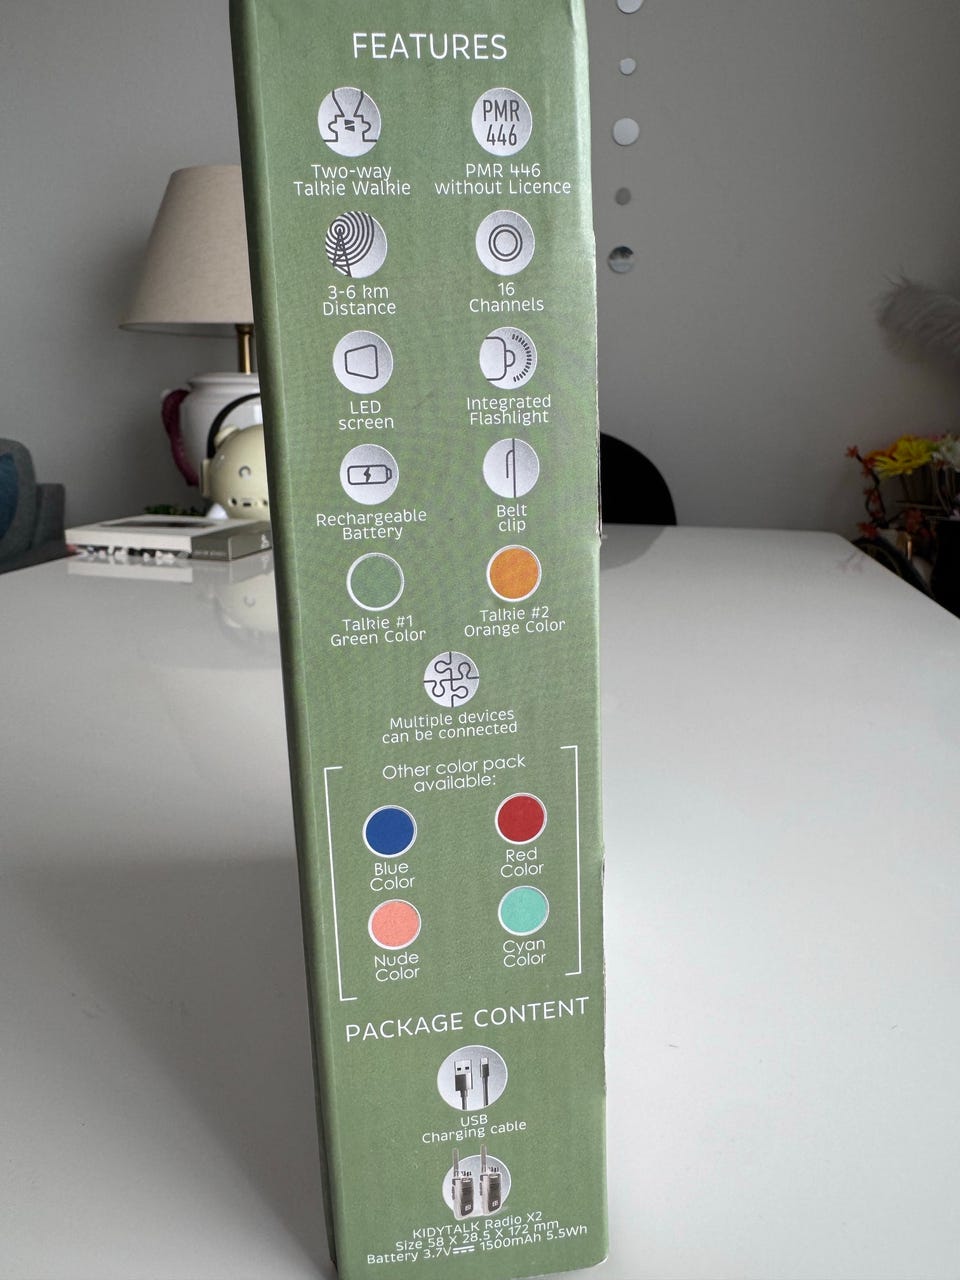 FEATURES
Two-way
Talkie Walkie
PMR
446
PMR 446
without Licence
3-6 km
Distance
16
Channels
LED
screen
Integrated
Flashlight
Rechargeable
Battery
Belt
clip
Talkie #1
Green Color
Talkie #2
Orange Color
Multiple devices
can be connected
Other color pack
available:
Blue
Color
Red
Color
Nude
Color
Cyan
Color
PACKAGE CONTENT
USB
Charging cable
KIDYTALK Radio X2
Size 58 X 28.5 X 172 mm
Battery 3.7V⎓ 1500mAh 5.5Wh